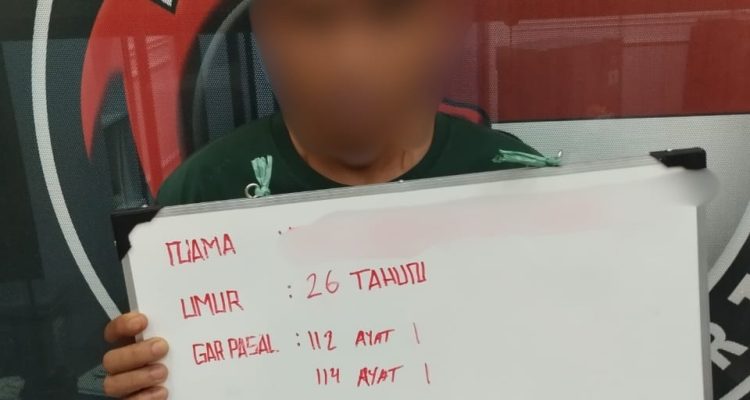 NAMA :
UMUR : 26 TAHUN
GAR PASAL : 112 AYAT 1
114 AYAT 1